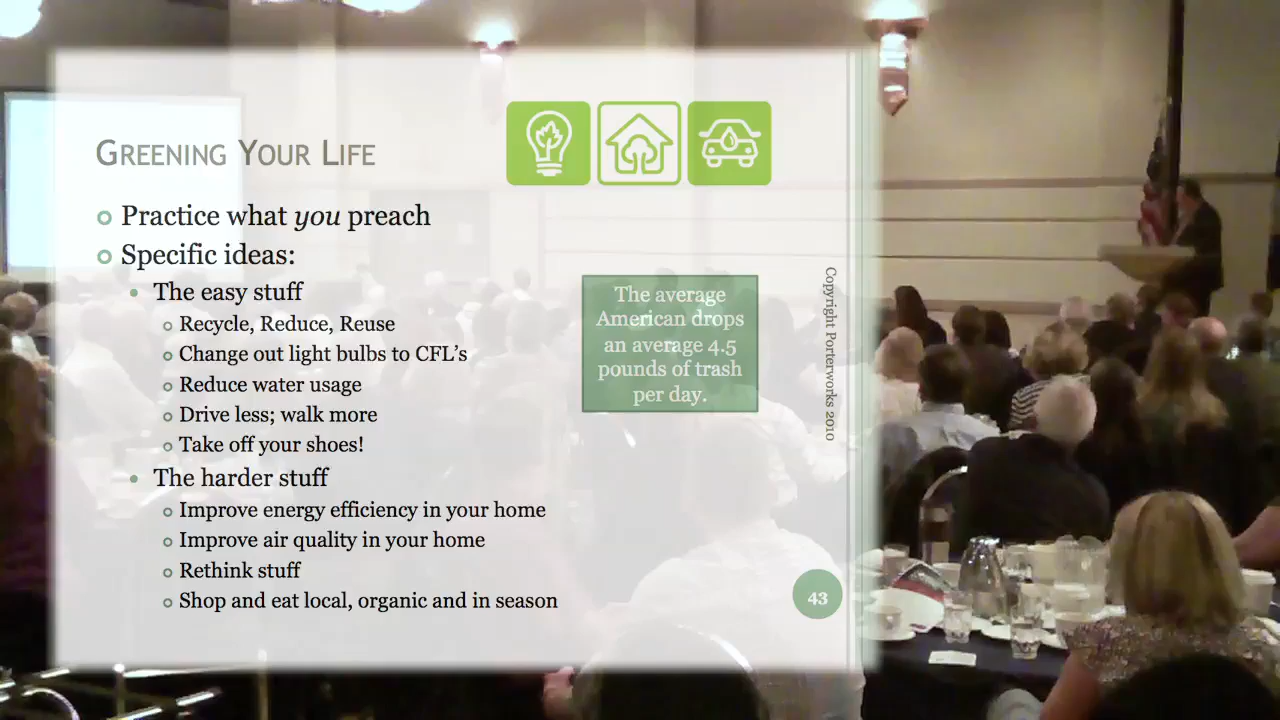 Greening Your Life
Practice what you preach
Specific ideas:
The easy stuff
Recycle, Reduce, Reuse
Change out light bulbs to CFL's
Reduce water usage
Drive less; walk more
Take off your shoes!
The harder stuff
Improve energy efficiency in your home
Improve air quality in your home
Rethink stuff
Shop and eat local, organic and in season
The average
American drops
an average 4.5
pounds of trash
per day.
Copyright Porterworks 2010
43